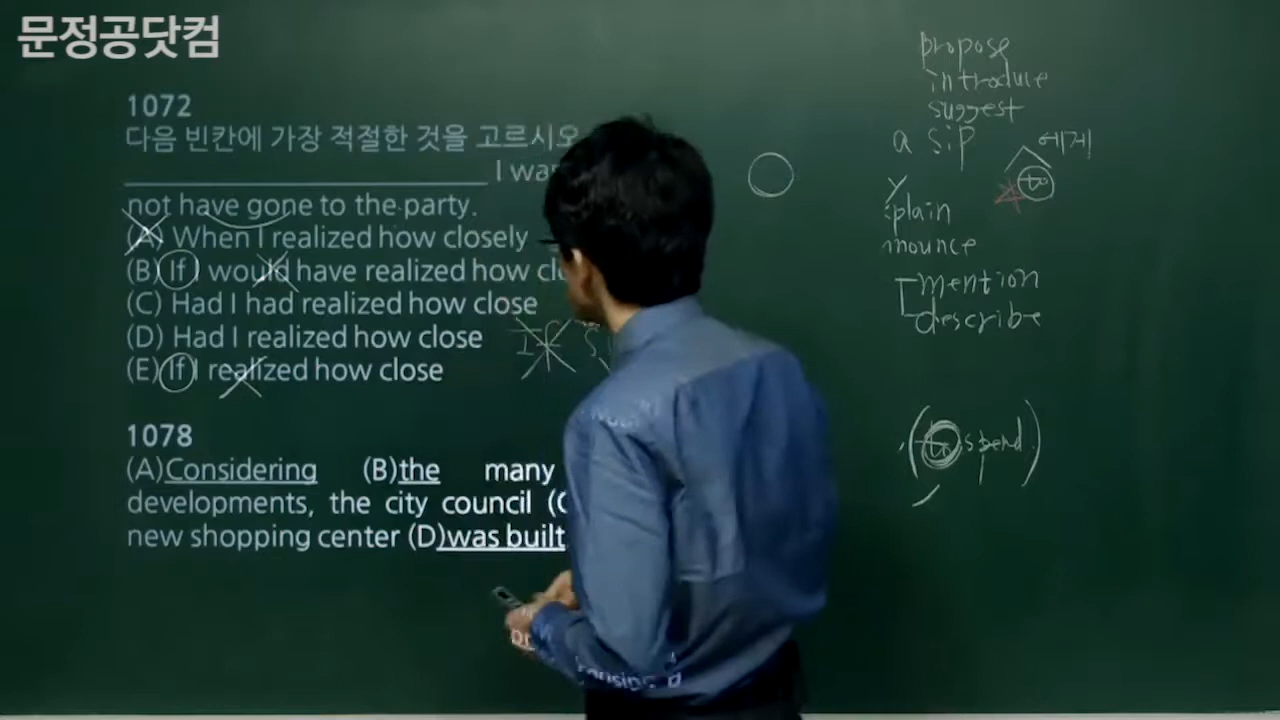 문정공닷컴
1072
다음 빈칸에 가장 적절한 것을 고르시오
I wa
not have gone to the party.
(A) When I realized how closely
(B) If I would have realized how clo
(C) Had I had realized how close
(D) Had I realized how close
(E) If I realized how close
1078
(A)Considering (B)the many
developments, the city council (C
new shopping center (D)was built
propose
introduce
suggest
a sip 에게
to
plain
nounce
mention
describe
(to spend)